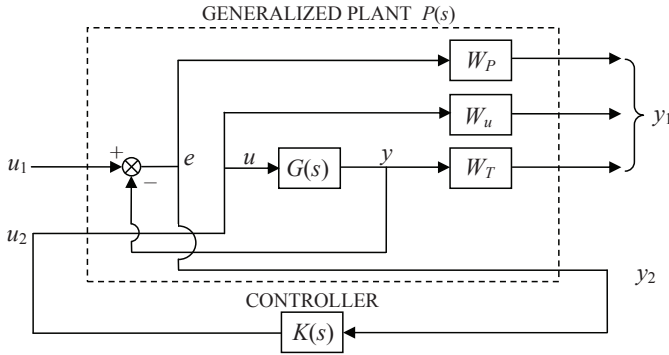 GENERALIZED PLANT P(s)
W_P
W_u
y_1
u_1
+
−
e
u
G(s)
y
W_T
u_2
y_2
CONTROLLER
K(s)